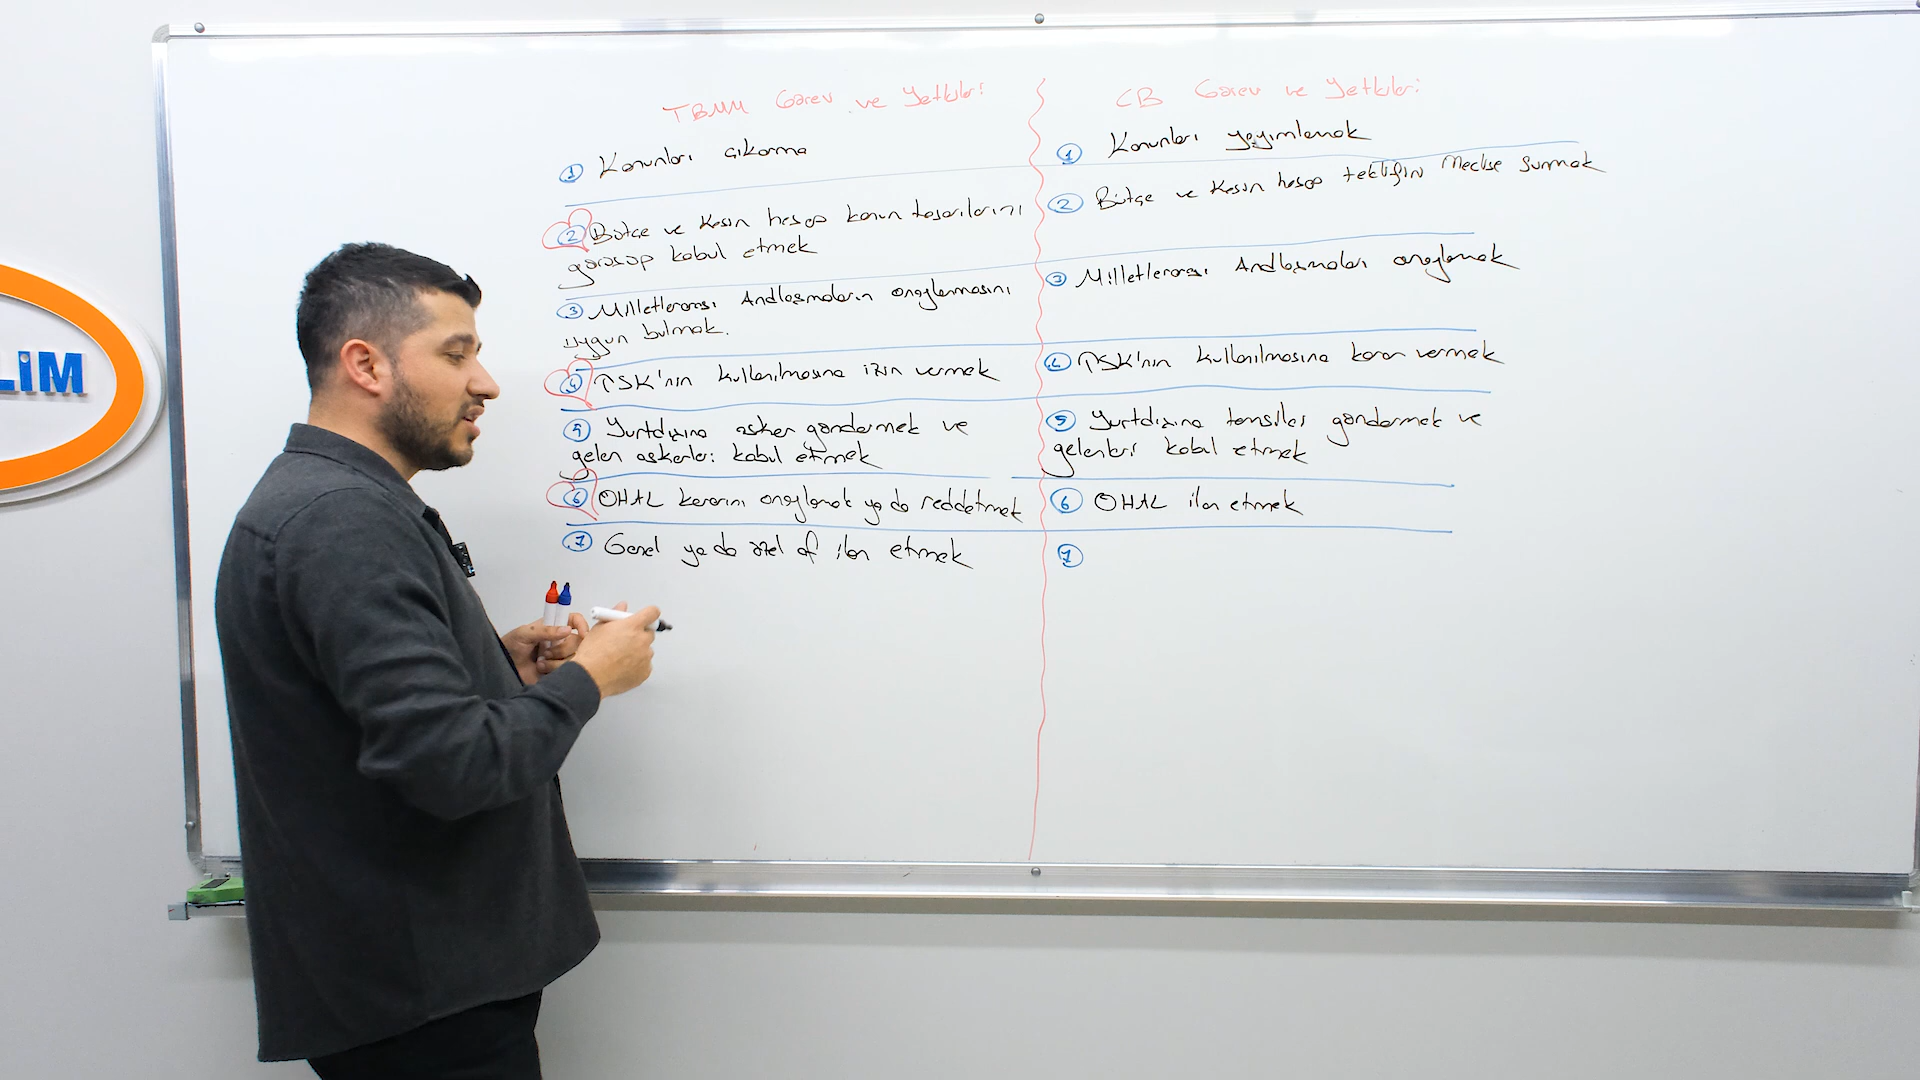 LİM
TBMM Görev ve Yetkileri
1 Kanunları çıkarma
2 Bütçe ve Kesin hesap kanun tasarılarını
görüşüp kabul etmek
3 Milletlerarası Andlaşmaların onaylanmasını
uygun bulmak.
4 TSK'nın kullanılmasına izin vermek
5 Yurtdışına asker göndermek ve
gelen askerleri kabul etmek
6 OHAL kararını onaylamak ya da reddetmek
7 Genel ya da özel af ilan etmek
CB Görev ve Yetkileri
1 Kanunları yayımlamak
2 Bütçe ve Kesin hesap teklifin Meclise sunmak
3 Milletlerarası Andlaşmaları onaylamak
4 TSK'nın kullanılmasına karar vermek
5 Yurtdışına temsilci göndermek ve
gelenleri kabul etmek
6 OHAL ilan etmek
7